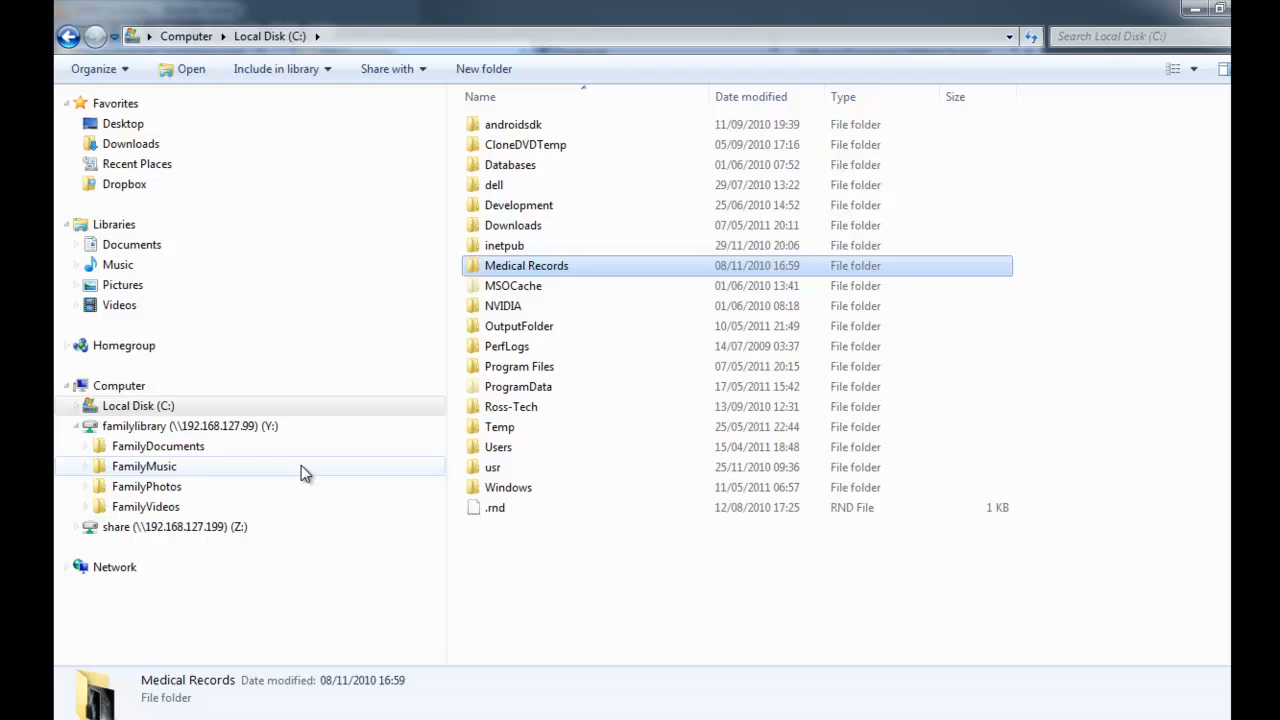 Computer Local Disk (C:) Search Local Disk (C:)
Organize Open Include in library Share with New folder
Favorites
Desktop
Downloads
Recent Places
Dropbox
Libraries
Documents
Music
Pictures
Videos
Homegroup
Computer
Local Disk (C:)
familylibrary (\\192.168.127.99) (Y:)
FamilyDocuments
FamilyMusic
FamilyPhotos
FamilyVideos
share (\\192.168.127.199) (Z:)
Network
Name Date modified Type Size
androidsdk 11/09/2010 19:39 File folder
CloneDVDTemp 05/09/2010 17:16 File folder
Databases 01/06/2010 07:52 File folder
dell 29/07/2010 13:22 File folder
Development 25/06/2010 14:52 File folder
Downloads 07/05/2011 20:11 File folder
inetpub 29/11/2010 20:06 File folder
Medical Records 08/11/2010 16:59 File folder
MSOCache 01/06/2010 13:41 File folder
NVIDIA 01/06/2010 08:18 File folder
OutputFolder 10/05/2011 21:49 File folder
PerfLogs 14/07/2009 03:37 File folder
Program Files 07/05/2011 20:15 File folder
ProgramData 17/05/2011 15:42 File folder
Ross-Tech 13/09/2010 12:31 File folder
Temp 25/05/2011 22:44 File folder
Users 15/04/2011 18:48 File folder
usr 25/11/2010 09:36 File folder
Windows 11/05/2011 06:57 File folder
.rnd 12/08/2010 17:25 RND File 1 KB
Medical Records Date modified: 08/11/2010 16:59
File folder